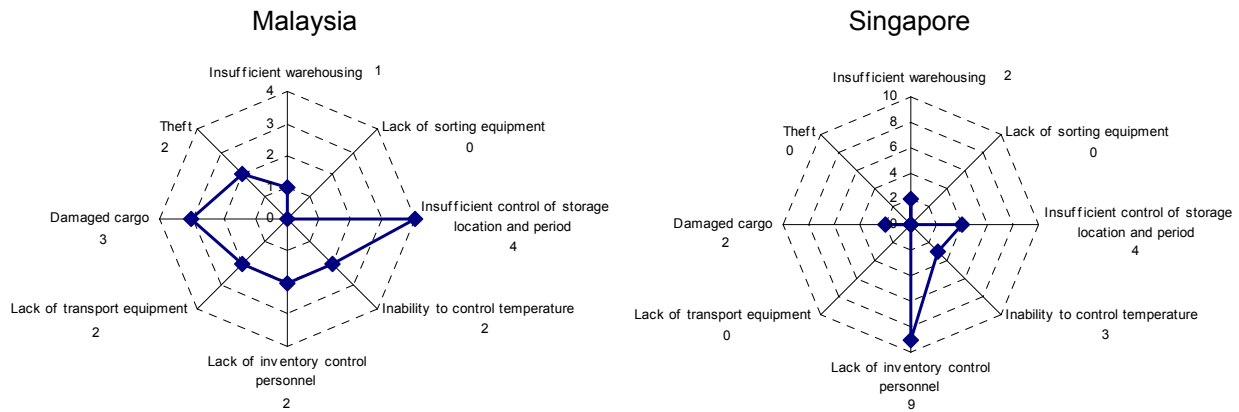 Malaysia
Insufficient warehousing 1
4
3
2
1
0
Lack of sorting equipment
0
Insufficient control of storage
location and period
4
Inability to control temperature
2
Lack of inventory control
personnel
2
Lack of transport equipment
2
Damaged cargo
3
Theft
2
Singapore
Insufficient warehousing 2
10
8
6
4
2
0
Lack of sorting equipment
0
Insufficient control of storage
location and period
4
Inability to control temperature
3
Lack of inventory control
personnel
9
Lack of transport equipment
0
Damaged cargo
2
Theft
0